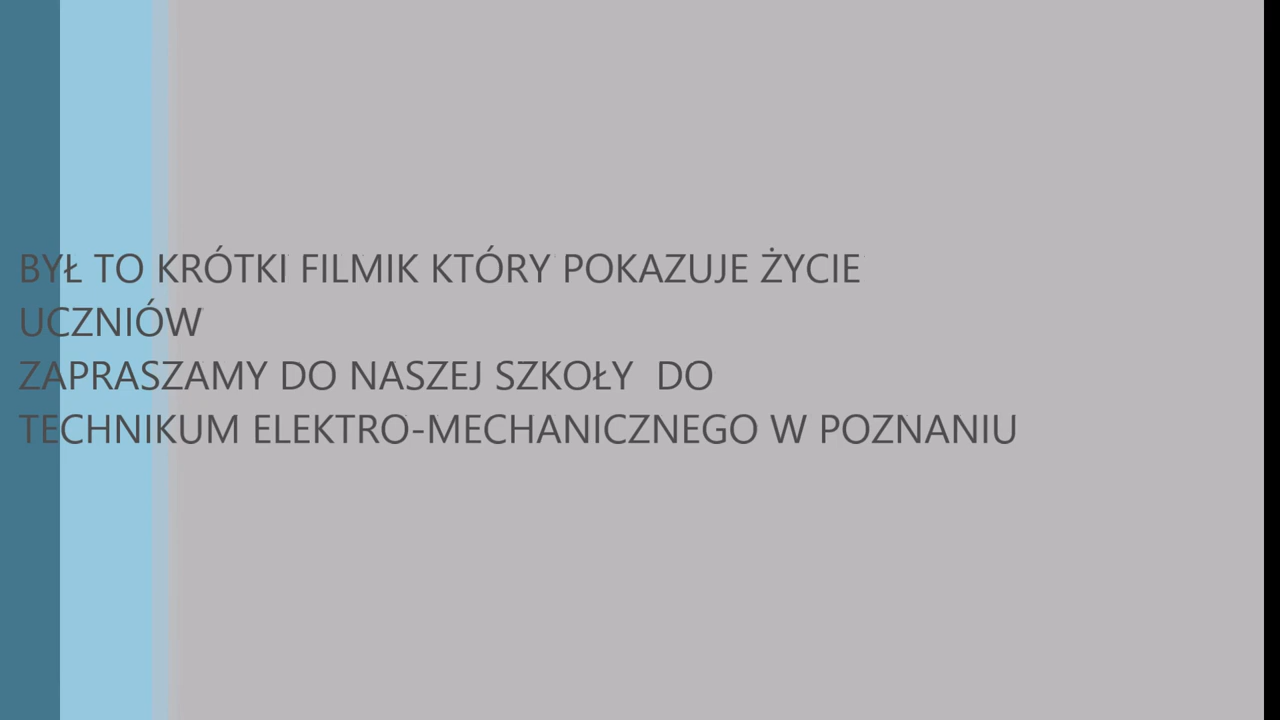 BYŁ TO KRÓTKI FILMIK KTÓRY POKAZUJE ŻYCIE
UCZNIÓW
ZAPRASZAMY DO NASZEJ SZKOŁY  DO
TECHNIKUM ELEKTRO-MECHANICZNEGO W POZNANIU